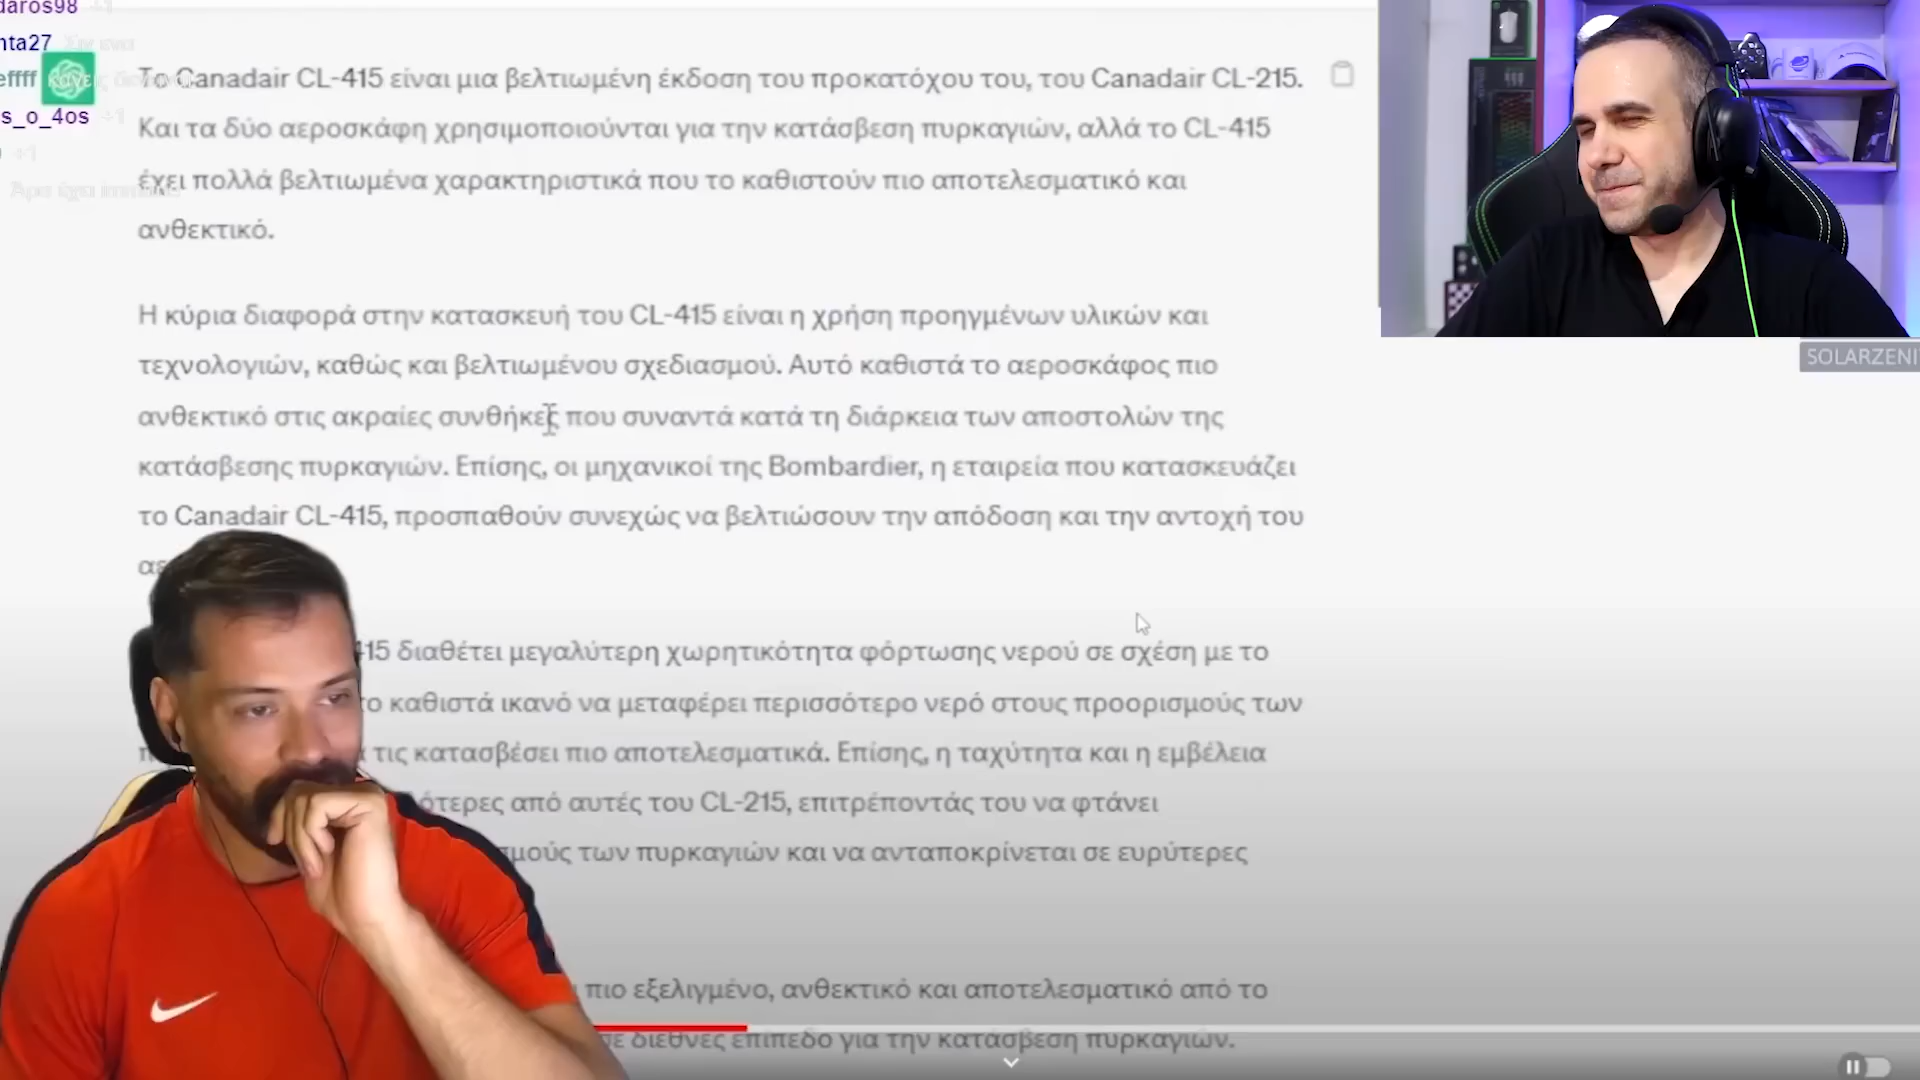 daros98 +1
nta27
effff
s_o_4os +1
+1
Το Canadair CL-415 είναι μια βελτιωμένη έκδοση του προκατόχου του, του Canadair CL-215.
Και τα δύο αεροσκάφη χρησιμοποιούνται για την κατάσβεση πυρκαγιών, αλλά το CL-415
έχει πολλά βελτιωμένα χαρακτηριστικά που το καθιστούν πιο αποτελεσματικό και
ανθεκτικό.
Η κύρια διαφορά στην κατασκευή του CL-415 είναι η χρήση προηγμένων υλικών και
τεχνολογιών, καθώς και βελτιωμένου σχεδιασμού. Αυτό καθιστά το αεροσκάφος πιο
ανθεκτικό στις ακραίες συνθήκες που συναντά κατά τη διάρκεια των αποστολών της
κατάσβεσης πυρκαγιών. Επίσης, οι μηχανικοί της Bombardier, η εταιρεία που κατασκευάζει
το Canadair CL-415, προσπαθούν συνεχώς να βελτιώσουν την απόδοση και την αντοχή του
αε
415 διαθέτει μεγαλύτερη χωρητικότητα φόρτωσης νερού σε σχέση με το
το καθιστά ικανό να μεταφέρει περισσότερο νερό στους προορισμούς των
τις κατασβέσει πιο αποτελεσματικά. Επίσης, η ταχύτητα και η εμβέλεια
ότερες από αυτές του CL-215, επιτρέποντάς του να φτάνει
σμούς των πυρκαγιών και να ανταποκρίνεται σε ευρύτερες
πιο εξελιγμένο, ανθεκτικό και αποτελεσματικό από το
σε διεθνές επίπεδο για την κατάσβεση πυρκαγιών.
SOLARZENI